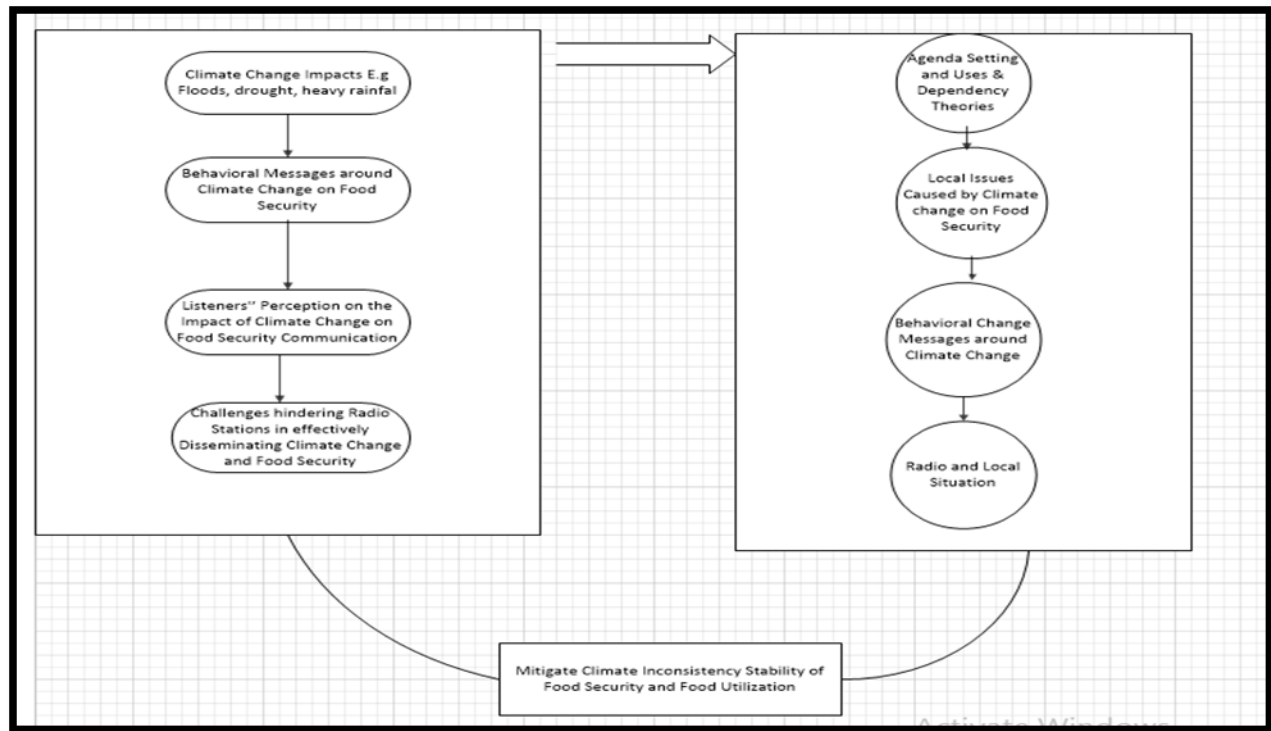 Climate Change Impacts E.g
Floods, drought, heavy rainfal
Behavioral Messages around
Climate Change on Food
Security
Listeners'' Perception on the
Impact of Climate Change on
Food Security Communication
Challenges hindering Radio
Stations in effectively
Disseminating Climate Change
and Food Security
Agenda Setting
and Uses &
Dependency
Theories
Local Issues
Caused by Climate
change on Food
Security
Behavioral Change
Messages around
Climate Change
Radio and Local
Situation
Mitigate Climate Inconsistency Stability of
Food Security and Food Utilization
Activate Windows